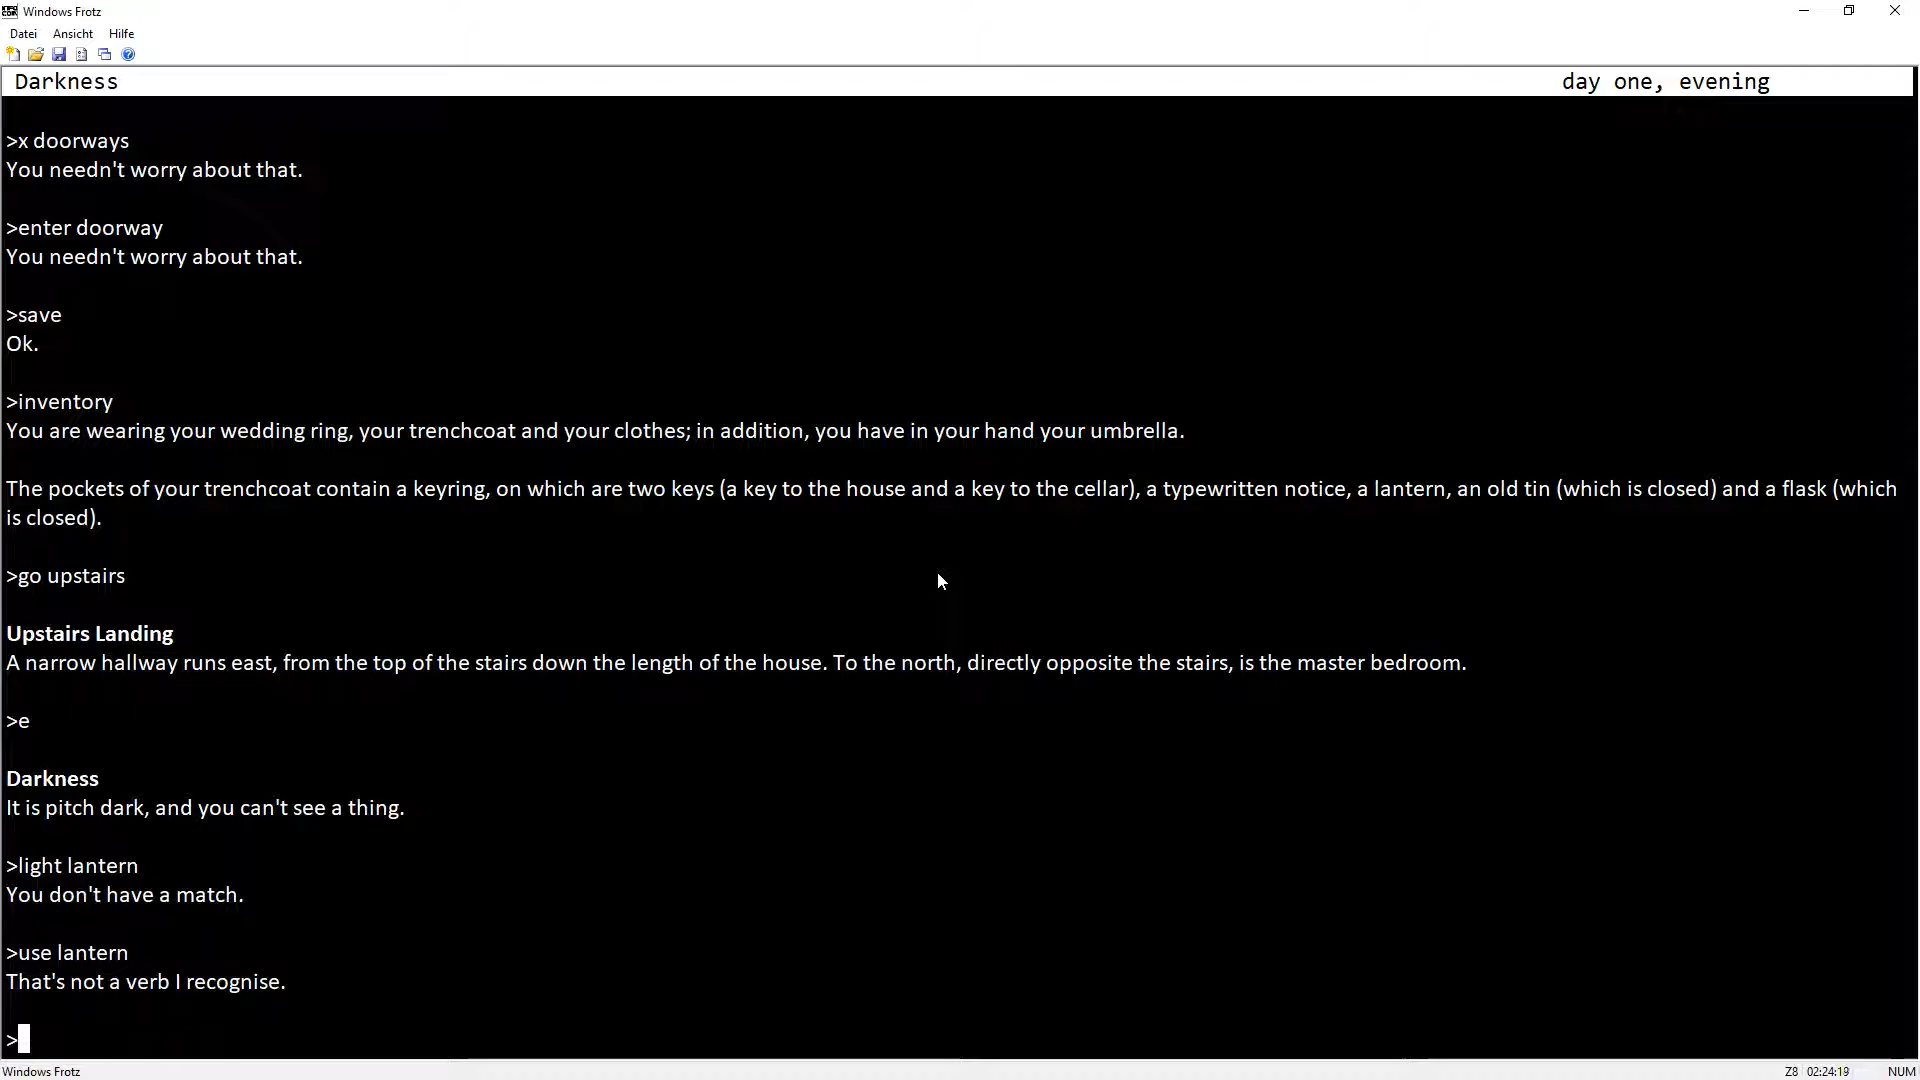 Windows Frotz
Datei Ansicht Hilfe
Darkness day one, evening
>x doorways
You needn't worry about that.
>enter doorway
You needn't worry about that.
>save
Ok.
>inventory
You are wearing your wedding ring, your trenchcoat and your clothes; in addition, you have in your hand your umbrella.
The pockets of your trenchcoat contain a keyring, on which are two keys (a key to the house and a key to the cellar), a typewritten notice, a lantern, an old tin (which is closed) and a flask (which
is closed).
>go upstairs
Upstairs Landing
A narrow hallway runs east, from the top of the stairs down the length of the house. To the north, directly opposite the stairs, is the master bedroom.
>e
Darkness
It is pitch dark, and you can't see a thing.
>light lantern
You don't have a match.
>use lantern
That's not a verb I recognise.
>
Windows Frotz Z8 02:24:19 NUM